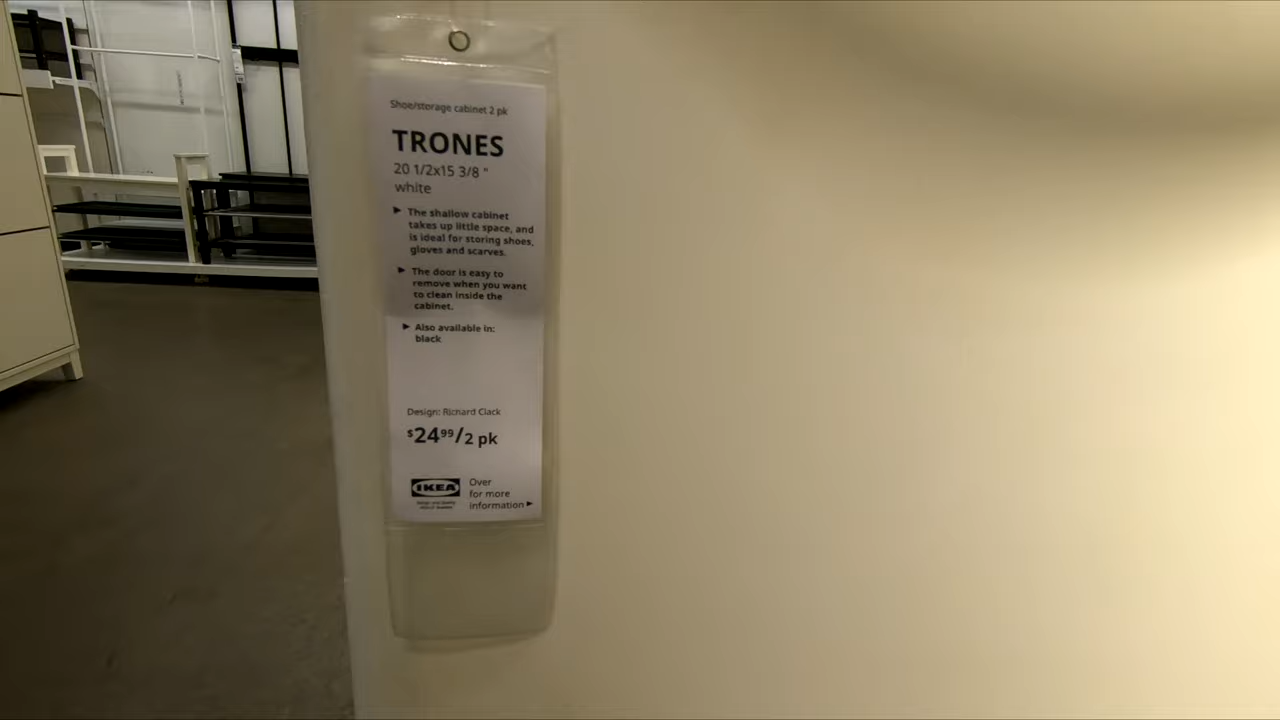 Shoe/storage cabinet 2 pk
TRONES
20 1/2x15 3/8 "
white
► The shallow cabinet
takes up little space, and
is ideal for storing shoes,
gloves and scarves.
► The door is easy to
remove when you want
to clean inside the
cabinet.
► Also available in:
black
Design: Richard Clack
$24⁹⁹/2 pk
IKEA
Over
for more
information►